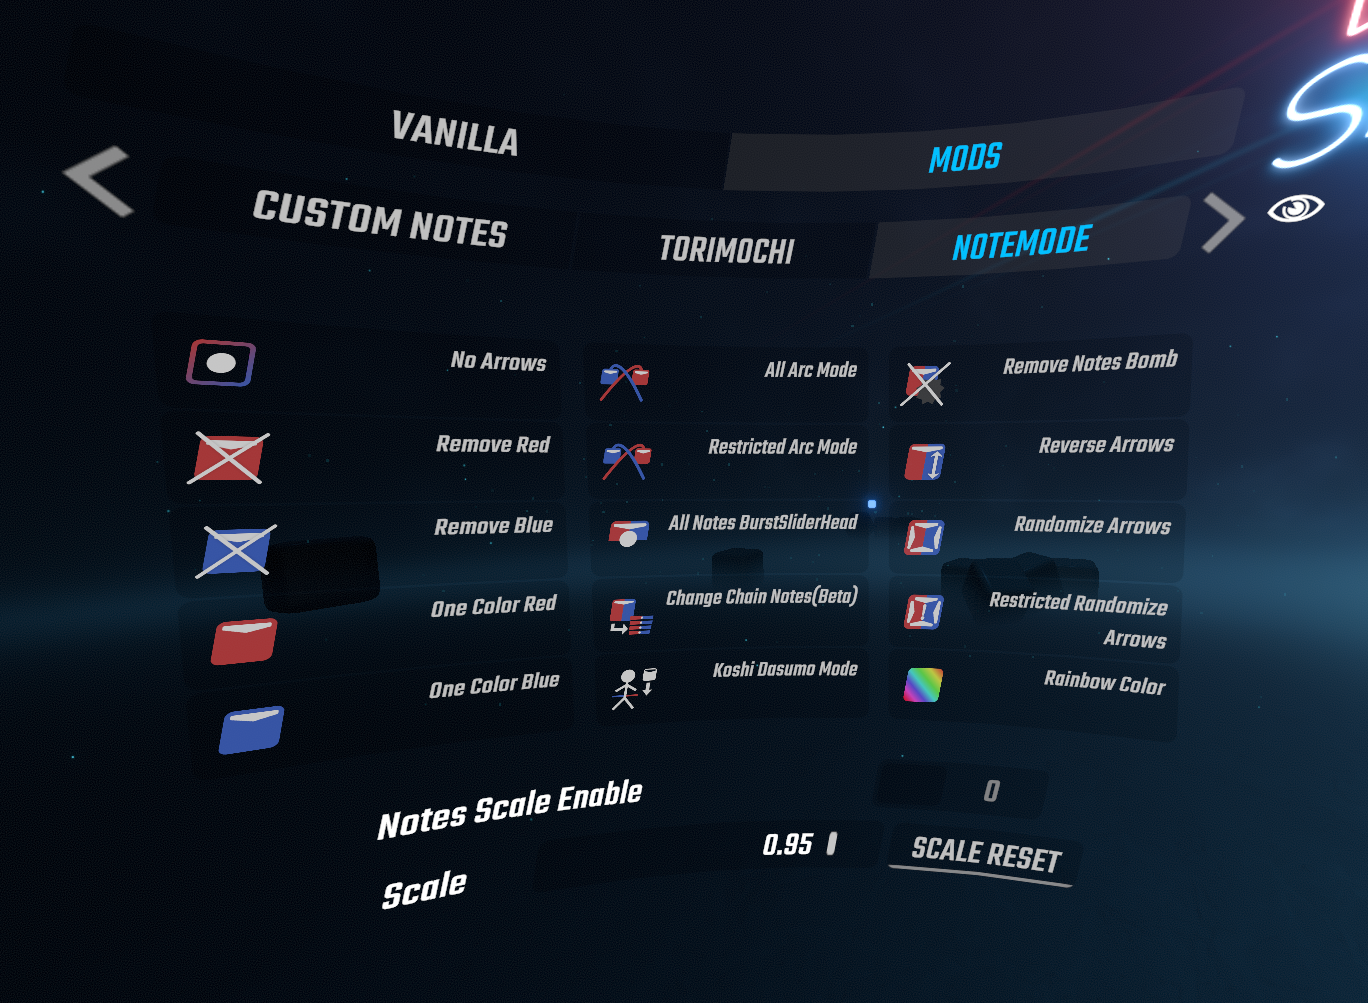 VANILLA
MODS
CUSTOM NOTES
TORIMOCHI
NOTEMODE
No Arrows
All Arc Mode
Remove Notes Bomb
Remove Red
Restricted Arc Mode
Reverse Arrows
Remove Blue
All Notes BurstSliderHead
Randomize Arrows
One Color Red
Change Chain Notes(Beta)
Restricted Randomize
Arrows
One Color Blue
Koshi Dasumo Mode
Rainbow Color
Notes Scale Enable
0
Scale
0.95
SCALE RESET